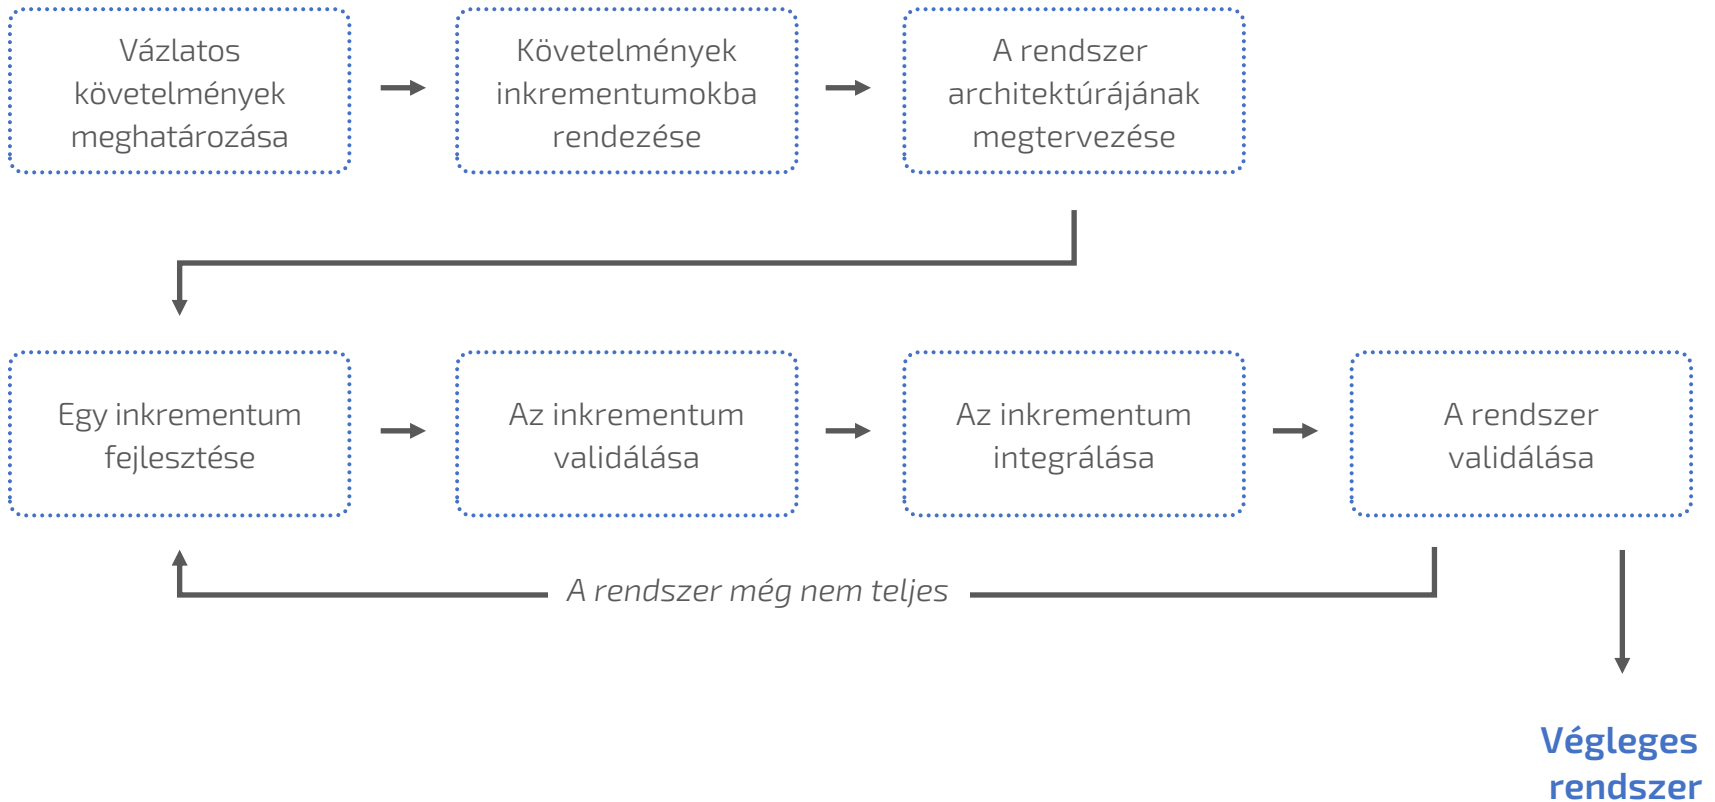 Vázlatos
követelmények
meghatározása
Követelmények
inkrementumokba
rendezése
A rendszer
architektúrájának
megtervezése
Egy inkrementum
fejlesztése
Az inkrementum
validálása
Az inkrementum
integrálása
A rendszer
validálása
A rendszer még nem teljes
Végleges
rendszer